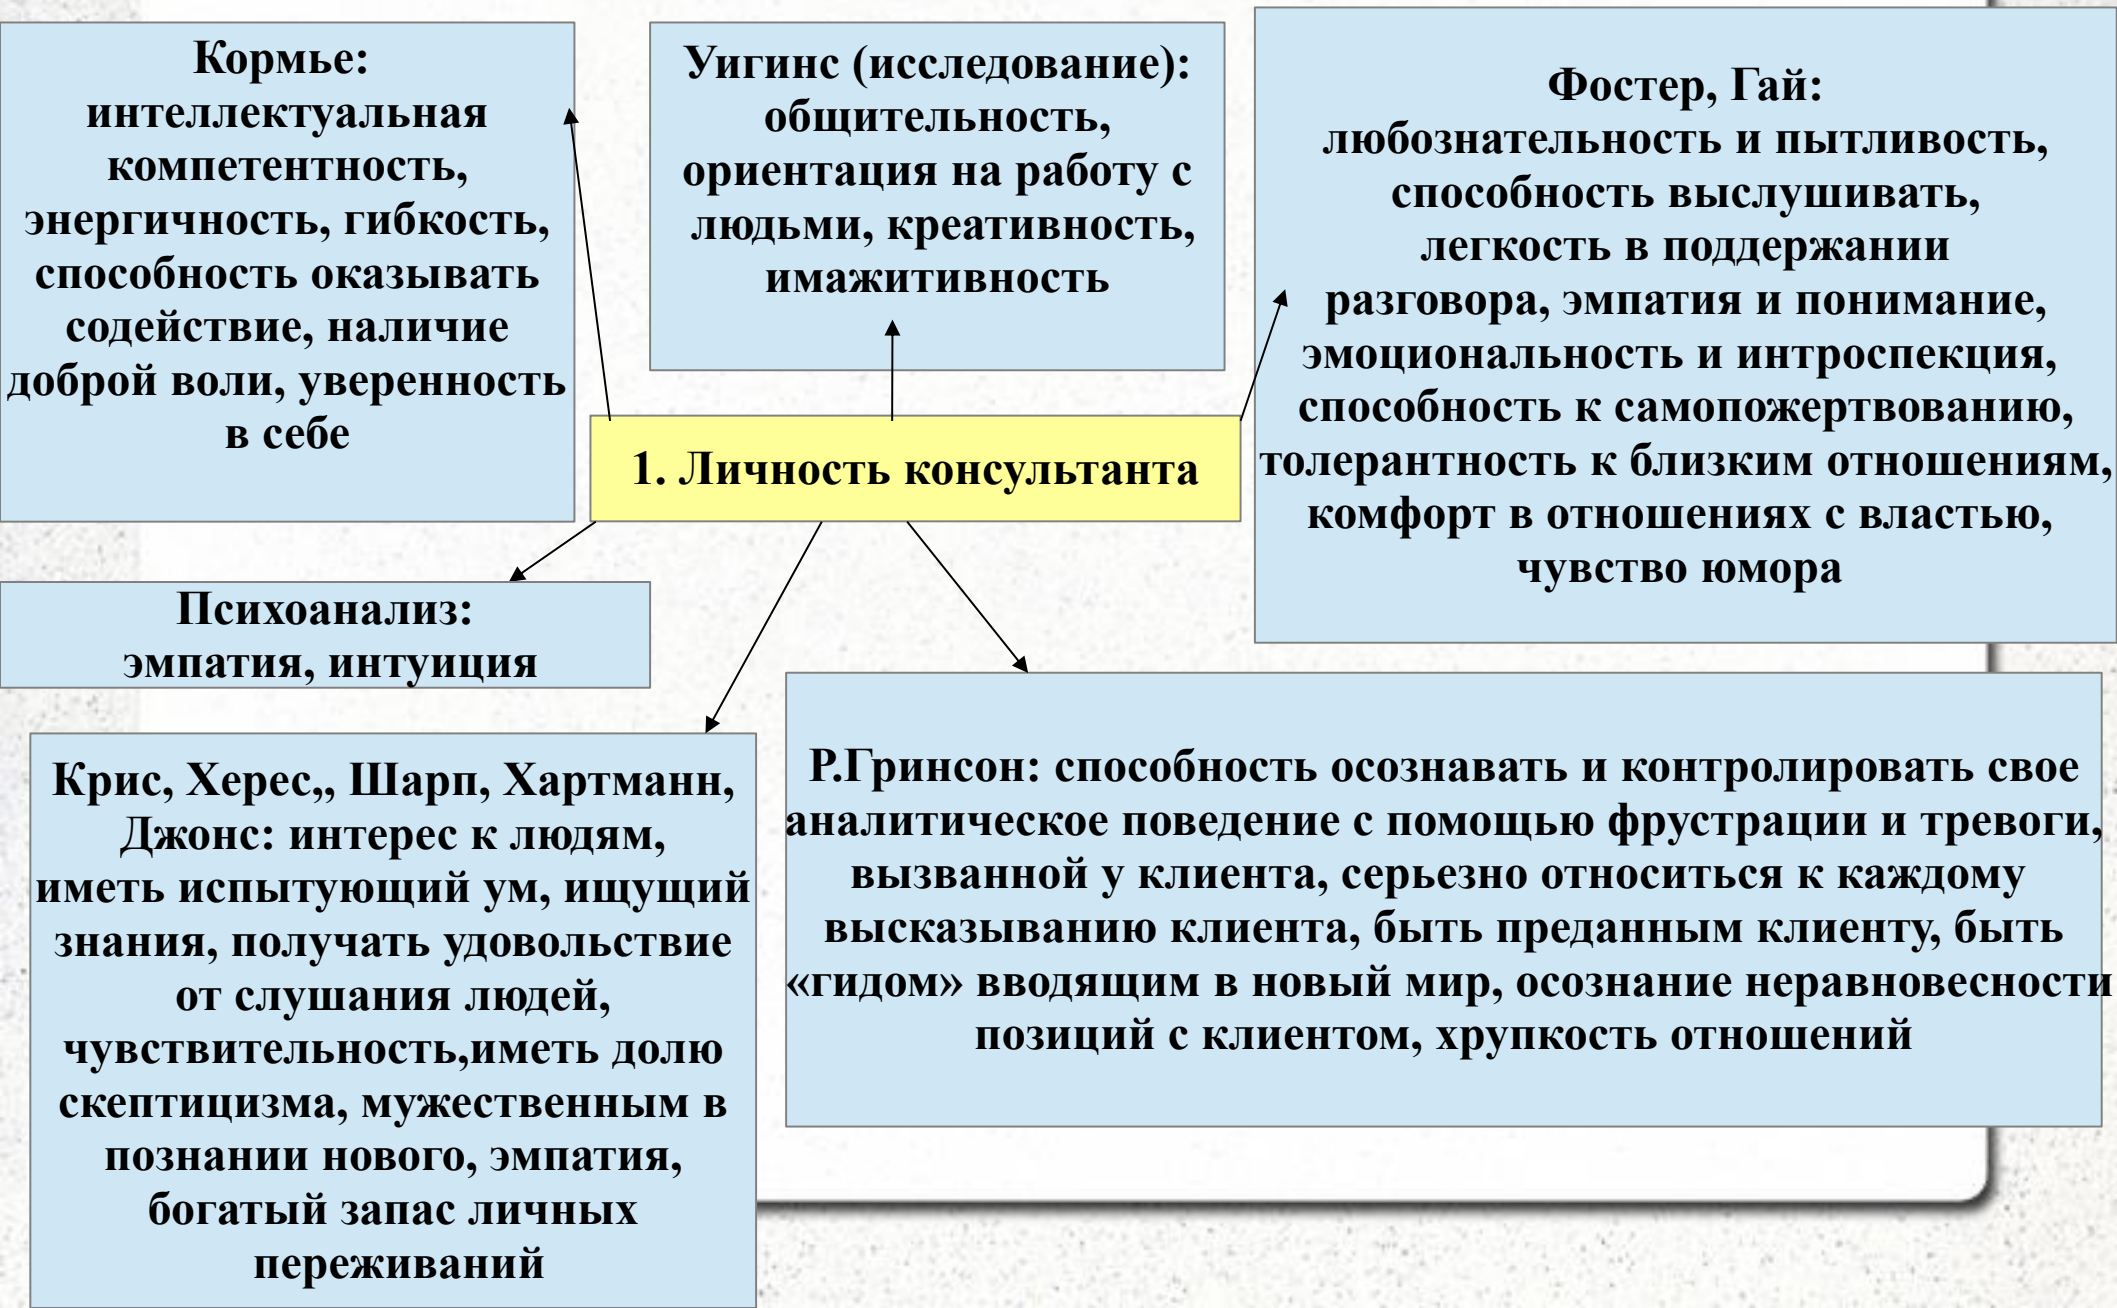 Кормье:
интеллектуальная
компетентность,
энергичность, гибкость,
способность оказывать
содействие, наличие
доброй воли, уверенность
в себе
Уигинс (исследование):
общительность,
ориентация на работу с
людьми, креативность,
имажитивность
Фостер, Гай:
любознательность и пытливость,
способность выслушивать,
легкость в поддержании
разговора, эмпатия и понимание,
эмоциональность и интроспекция,
способность к самопожертвованию,
толерантность к близким отношениям,
комфорт в отношениях с властью,
чувство юмора
1. Личность консультанта
Психоанализ:
эмпатия, интуиция
Крис, Херес,, Шарп, Хартманн,
Джонс: интерес к людям,
иметь испытующий ум, ищущий
знания, получать удовольствие
от слушания людей,
чувствительность,иметь долю
скептицизма, мужественным в
познании нового, эмпатия,
богатый запас личных
переживаний
Р.Гринсон: способность осознавать и контролировать свое
аналитическое поведение с помощью фрустрации и тревоги,
вызванной у клиента, серьезно относиться к каждому
высказыванию клиента, быть преданным клиенту, быть
«гидом» вводящим в новый мир, осознание неравновесности
позиций с клиентом, хрупкость отношений